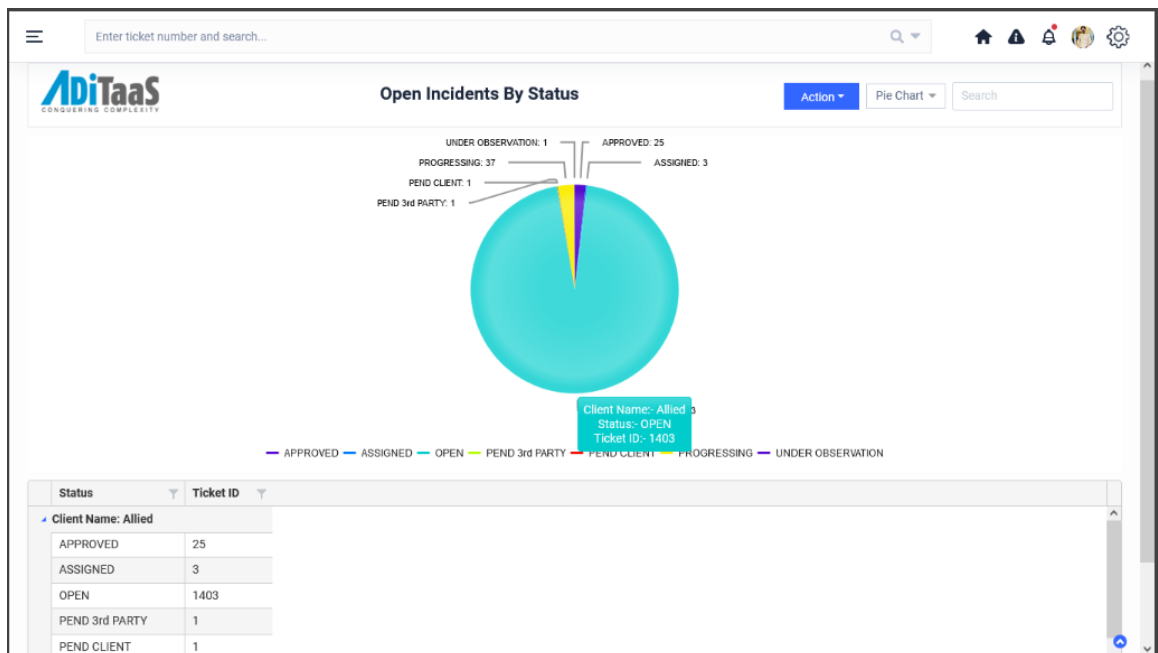 Enter ticket number and search...
ADiTaaS
CONQUERING COMPLEXITY
Open Incidents By Status
Action
Pie Chart
Search
UNDER OBSERVATION: 1
APPROVED: 25
PROGRESSING: 37
ASSIGNED: 3
PEND CLIENT: 1
PEND 3rd PARTY: 1
Client Name:- Allied
Status:- OPEN
Ticket ID:- 1403
3
APPROVED ASSIGNED OPEN PEND 3rd PARTY PEND CLIENT PROGRESSING UNDER OBSERVATION
Status Ticket ID
Client Name: Allied
APPROVED 25
ASSIGNED 3
OPEN 1403
PEND 3rd PARTY 1
PEND CLIENT 1